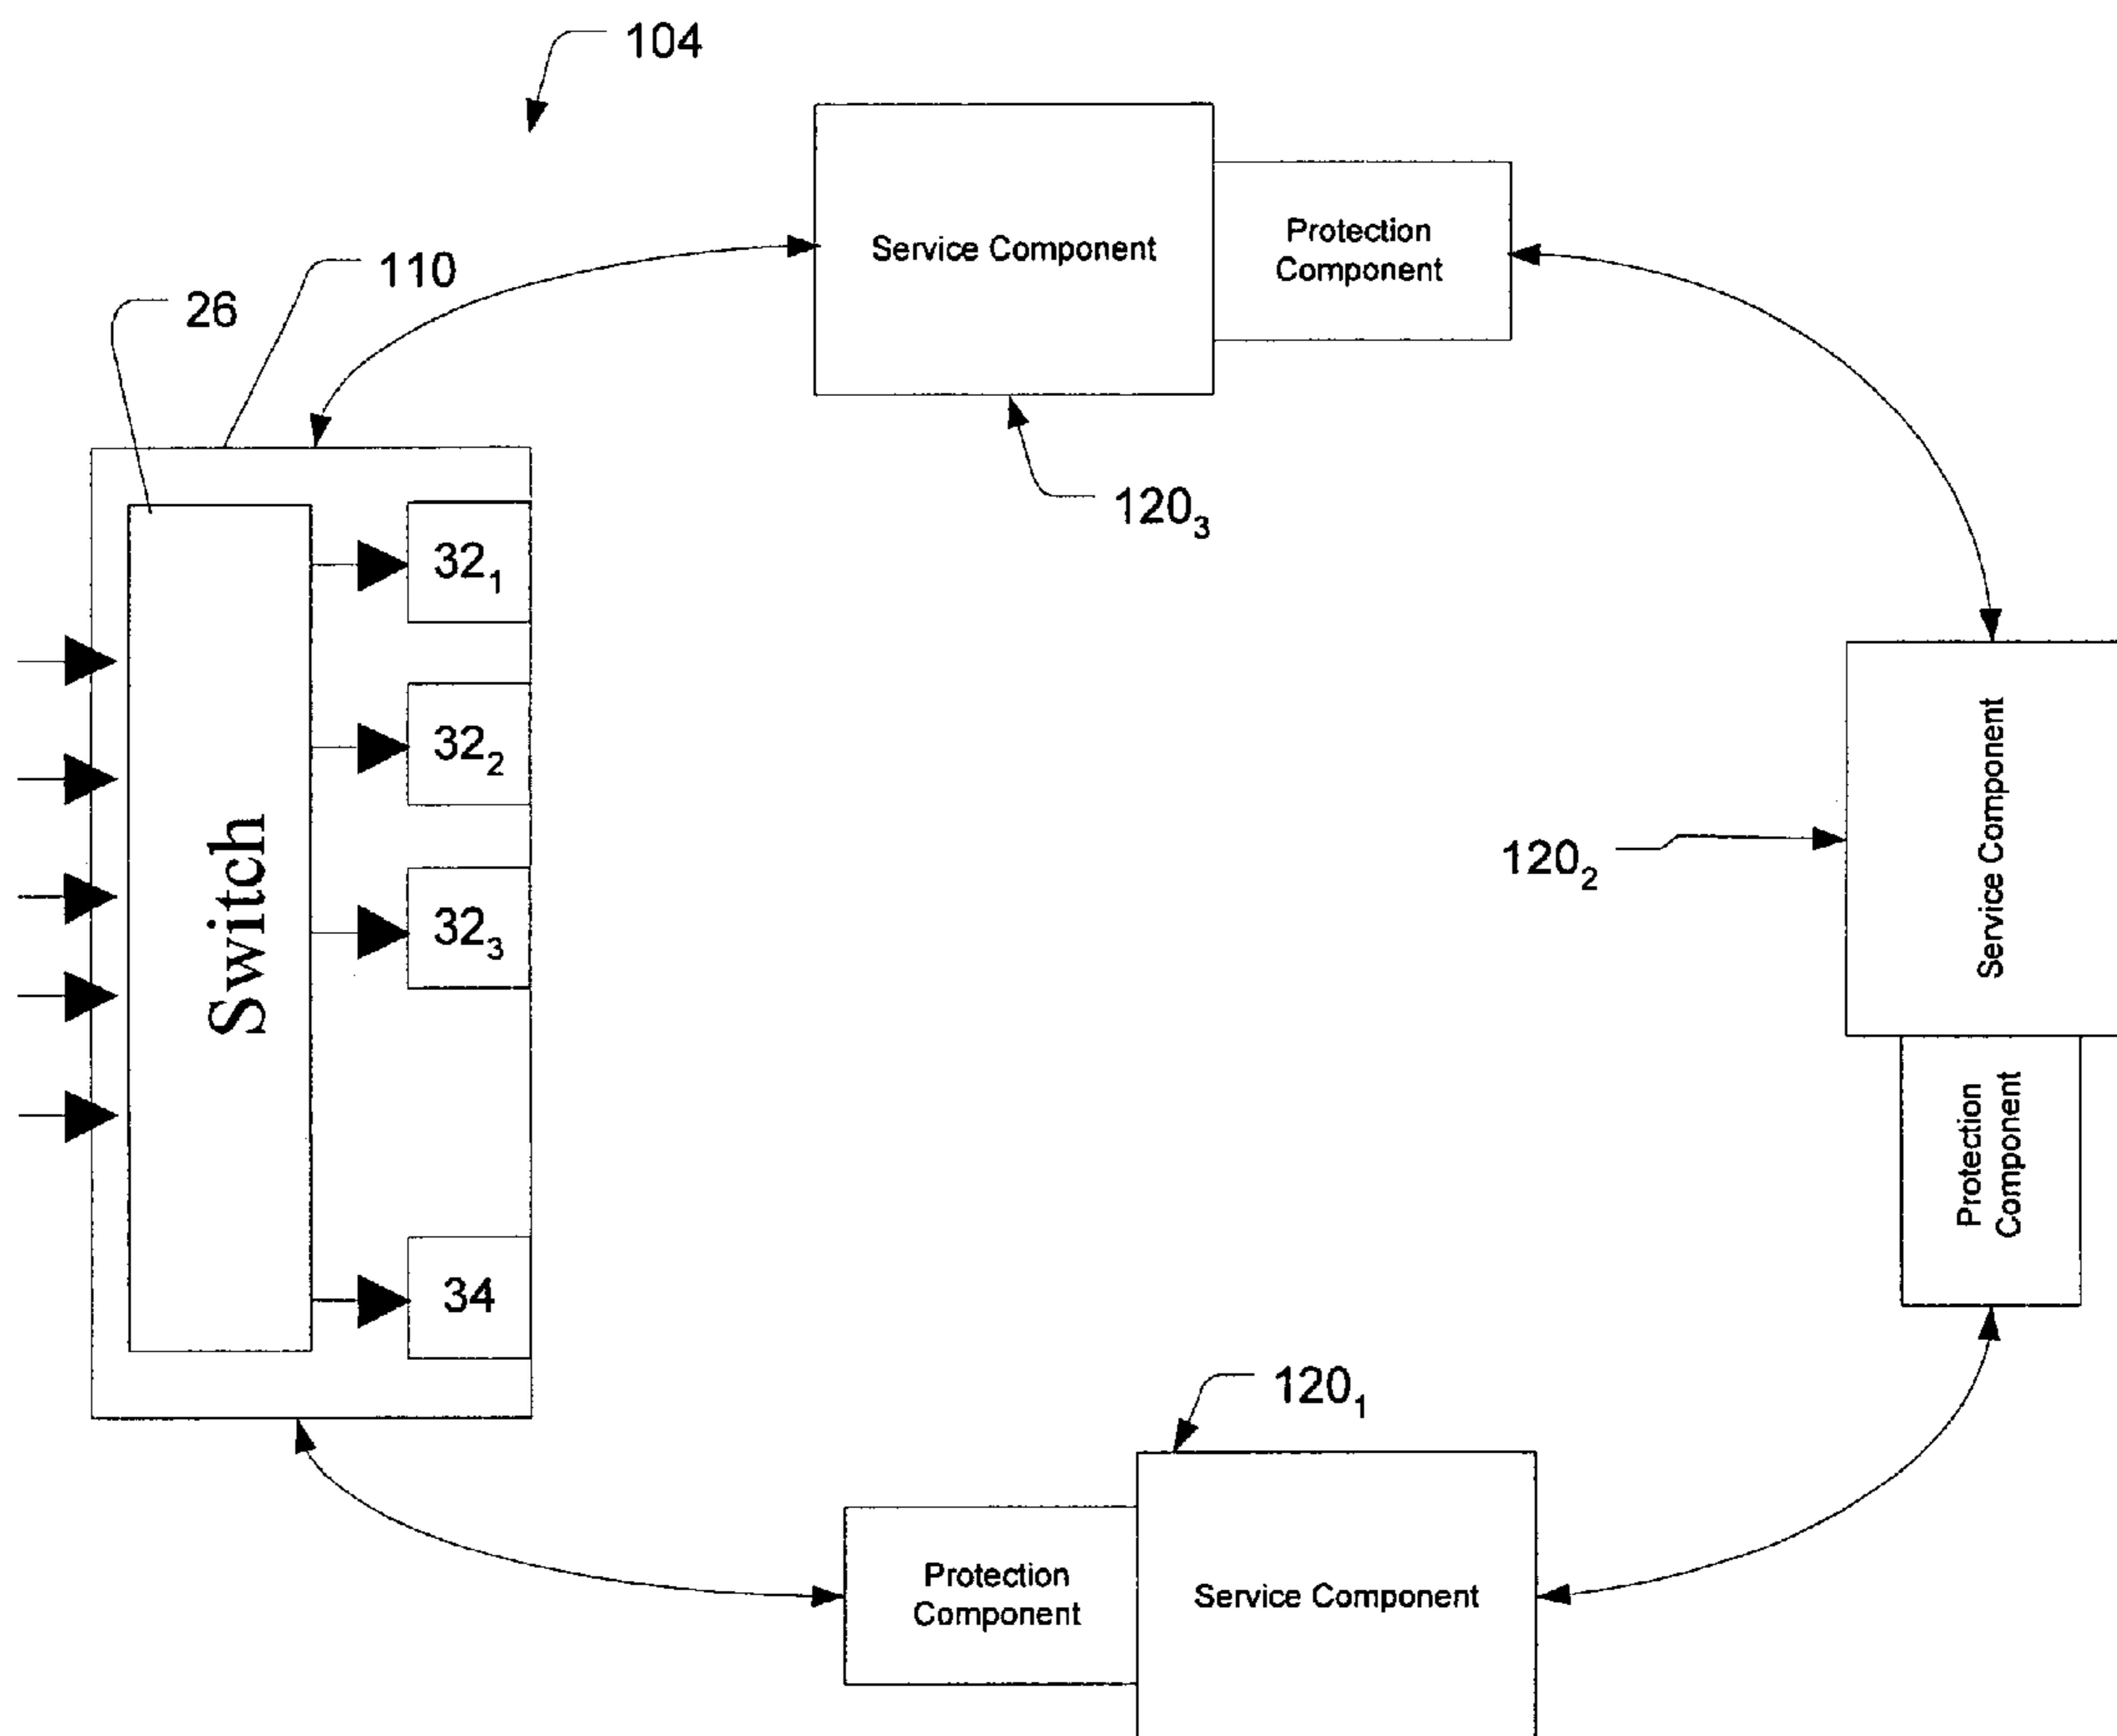 104
110
26
Service Component
Protection
Component
120₃
32₁
32₂
32₃
34
Switch
120₂
Service Component
Protection
Component
120₁
Protection
Component
Service Component